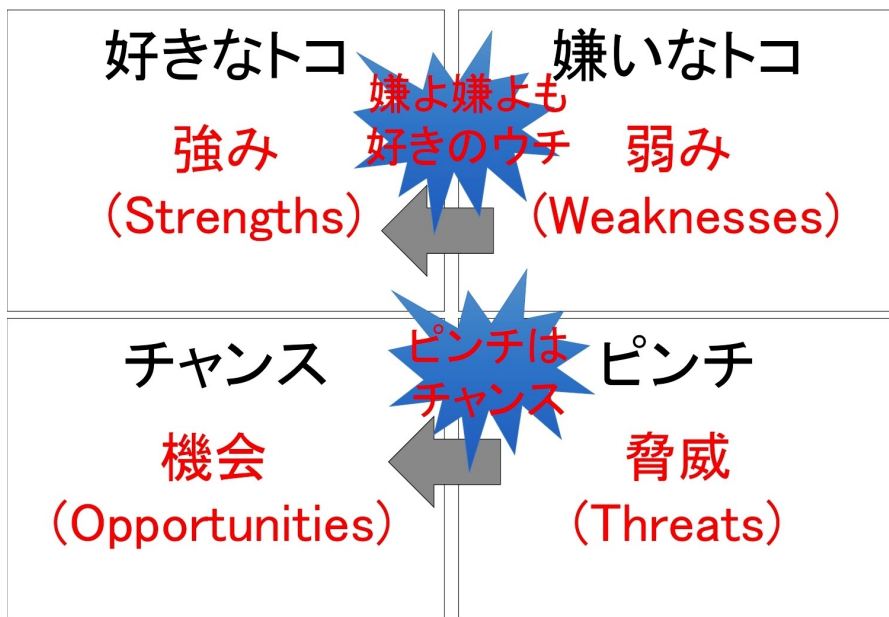 好きなトコ
強み
(Strengths)
嫌よ嫌よも
好きのウチ
嫌いなトコ
弱み
(Weaknesses)
チャンス
機会
(Opportunities)
ピンチは
チャンス
ピンチ
脅威
(Threats)